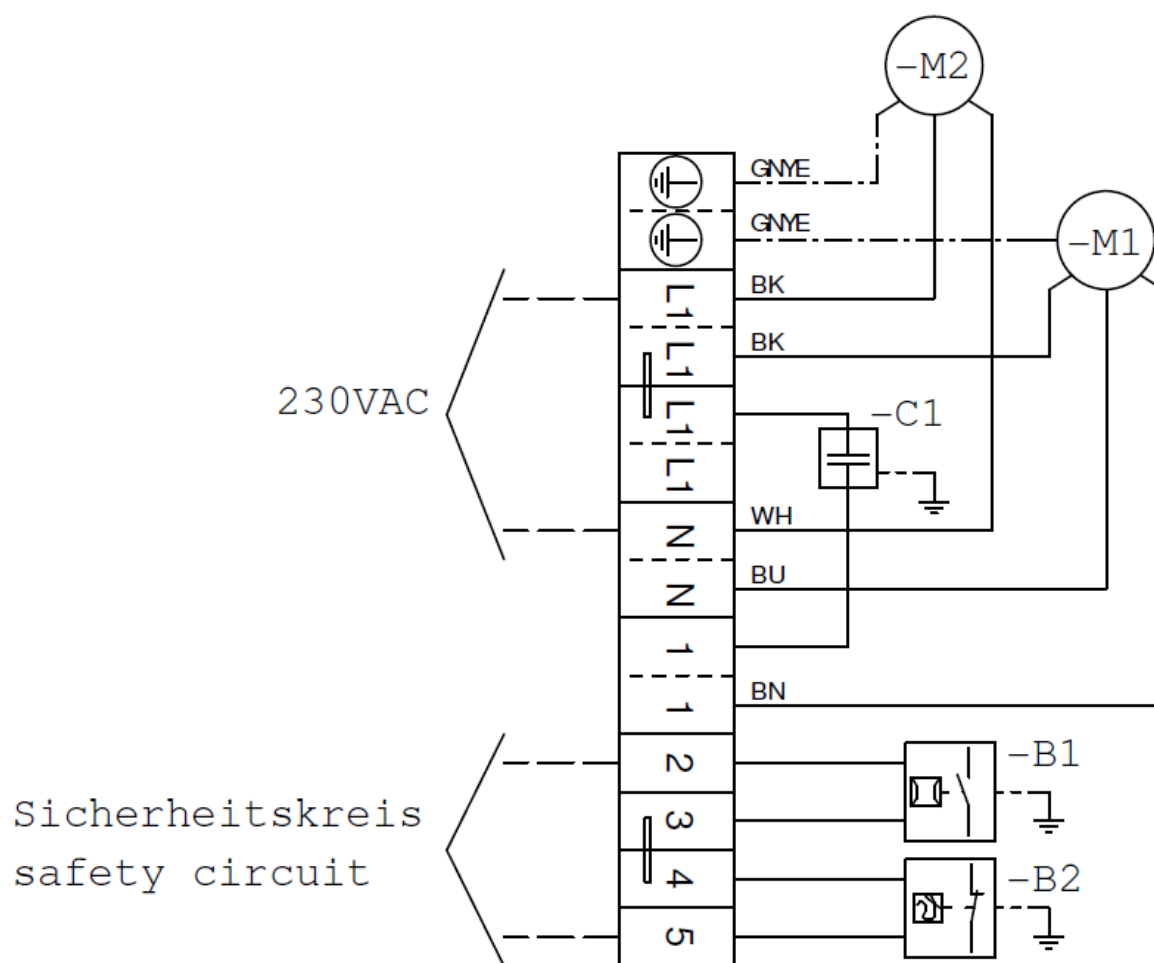 -M2
GNYE
GNYE
-M1
L1
BK
L1
BK
230VAC
L1
-C1
L1
N
WH
N
BU
1
1
BN
2
-B1
Sicherheitskreis
3
safety circuit
4
-B2
5